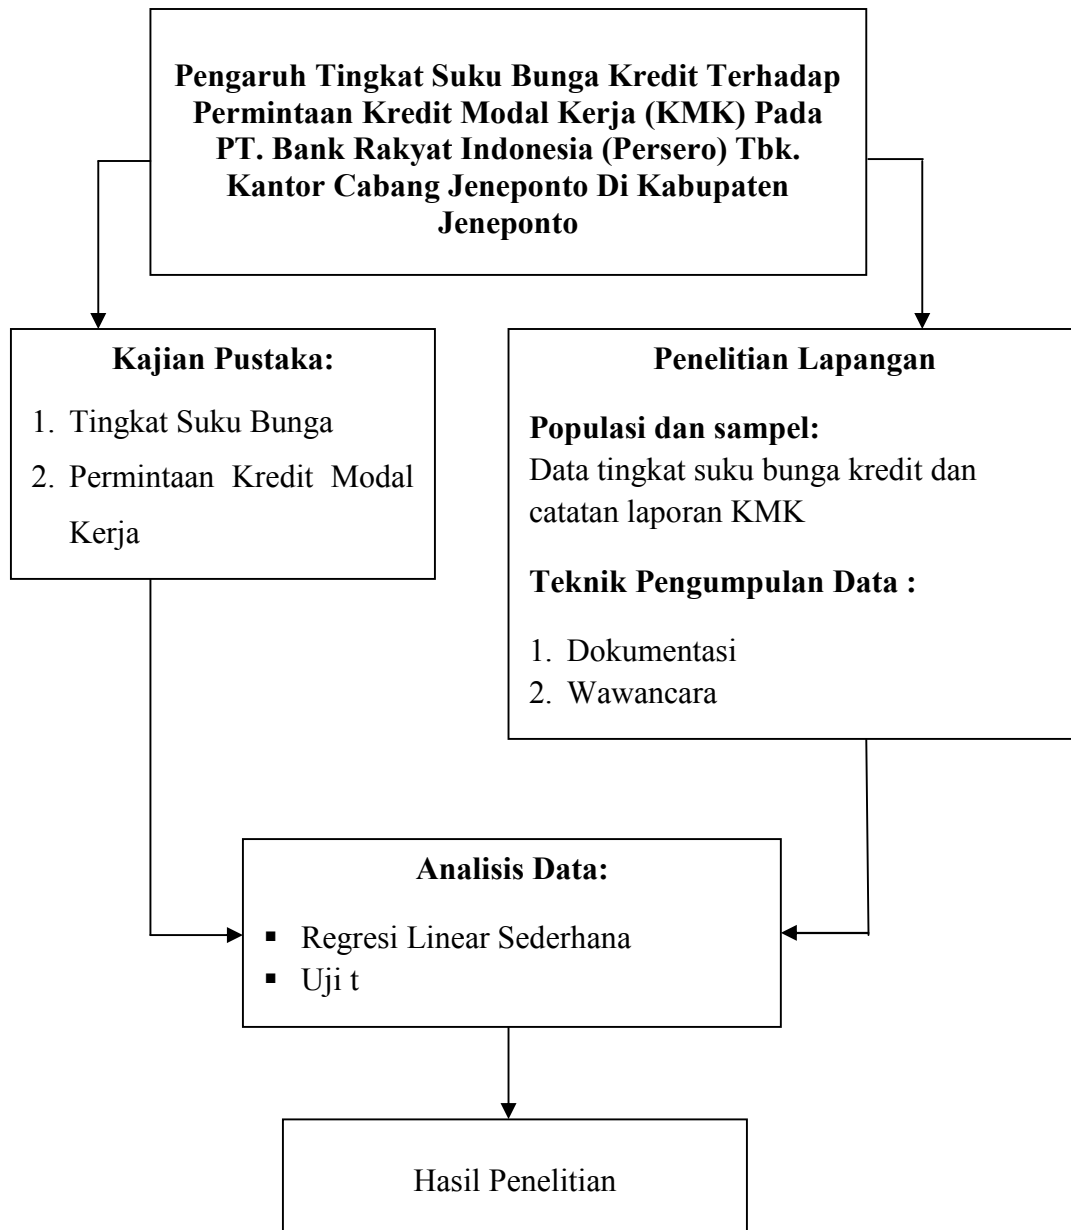 Pengaruh Tingkat Suku Bunga Kredit Terhadap
Permintaan Kredit Modal Kerja (KMK) Pada
PT. Bank Rakyat Indonesia (Persero) Tbk.
Kantor Cabang Jeneponto Di Kabupaten
Jeneponto
Kajian Pustaka:
1. Tingkat Suku Bunga
2. Permintaan Kredit Modal
Kerja
Penelitian Lapangan
Populasi dan sampel:
Data tingkat suku bunga kredit dan
catatan laporan KMK
Teknik Pengumpulan Data :
1. Dokumentasi
2. Wawancara
Analisis Data:
▪ Regresi Linear Sederhana
▪ Uji t
Hasil Penelitian